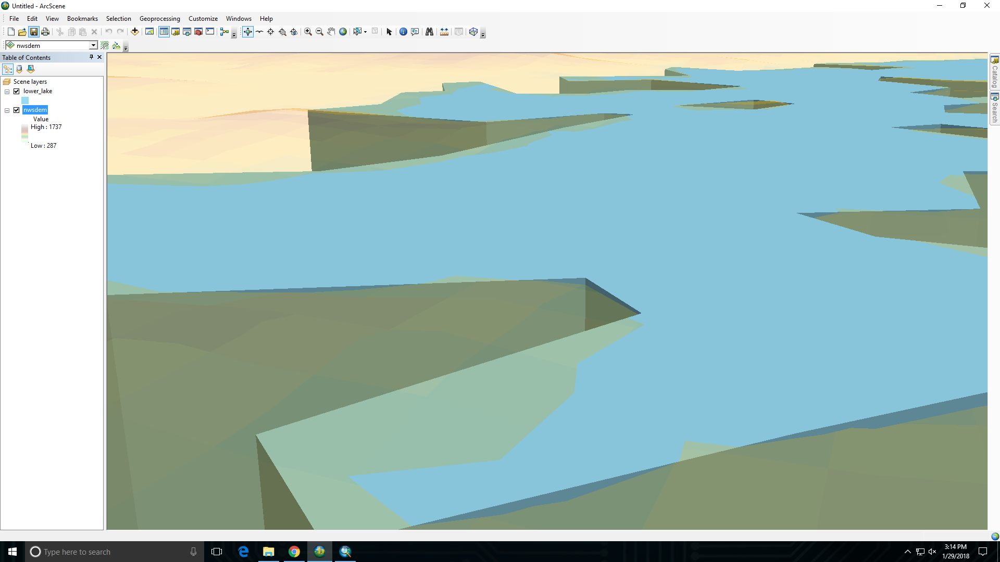 Untitled - ArcScene
File Edit View Bookmarks Selection Geoprocessing Customize Windows Help
nwsdem
Table of Contents
Scene layers
lower_lake
nwsdem
Value
High : 1737
Low : 287
Catalog
Search
Type here to search
3:14 PM
1/29/2018